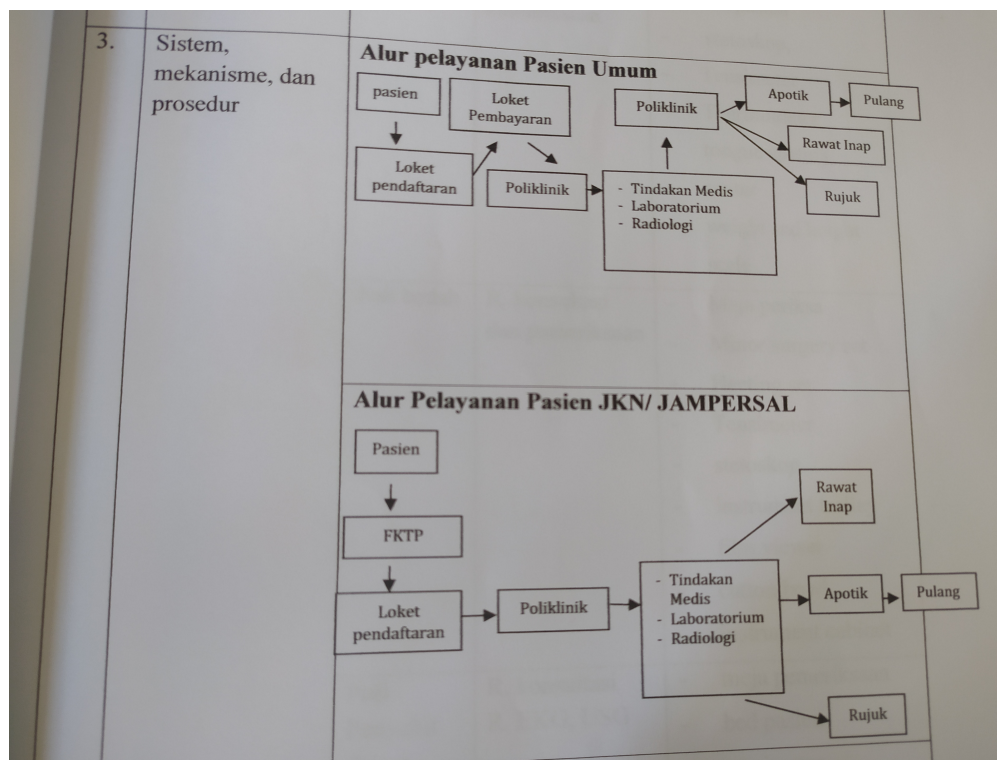 3.
Sistem,
mekanisme, dan
prosedur
Alur pelayanan Pasien Umum
pasien
Loket
pendaftaran
Loket
Pembayaran
Poliklinik
- Tindakan Medis
- Laboratorium
- Radiologi
Poliklinik
Apotik
Pulang
Rawat Inap
Rujuk
Alur Pelayanan Pasien JKN/ JAMPERSAL
Pasien
FKTP
Loket
pendaftaran
Poliklinik
- Tindakan
Medis
- Laboratorium
- Radiologi
Rawat
Inap
Apotik
Pulang
Rujuk